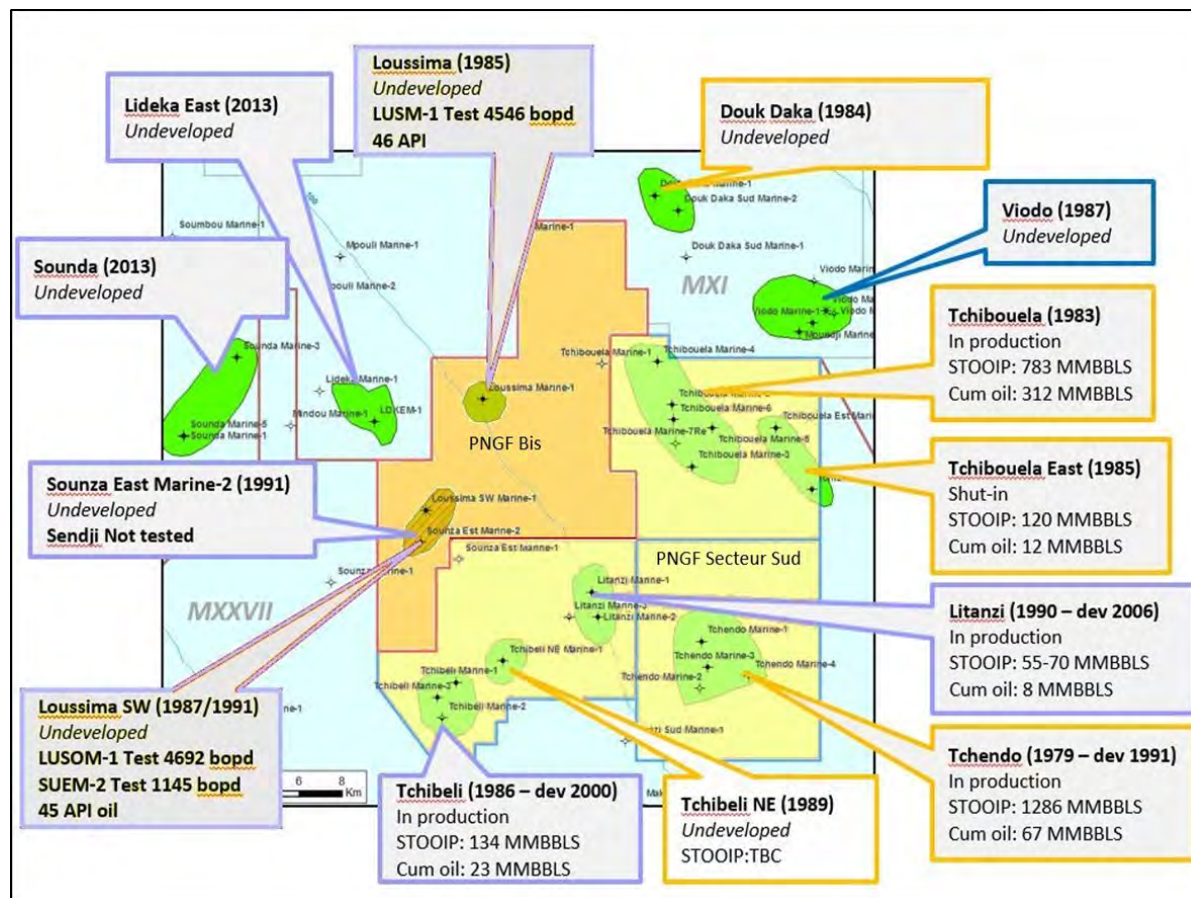 Loussima (1985)
Undeveloped
LUSM-1 Test 4546 bopd
46 API
Lideka East (2013)
Undeveloped
Douk Daka (1984)
Undeveloped
Viodo (1987)
Undeveloped
Sounda (2013)
Undeveloped
Tchibouela (1983)
In production
STOOIP: 783 MMBBLS
Cum oil: 312 MMBBLS
Sounza East Marine-2 (1991)
Undeveloped
Sendji Not tested
Tchibouela East (1985)
Shut-in
STOOIP: 120 MMBBLS
Cum oil: 12 MMBBLS
Litanzi (1990 – dev 2006)
In production
STOOIP: 55-70 MMBBLS
Cum oil: 8 MMBBLS
Loussima SW (1987/1991)
Undeveloped
LUSOM-1 Test 4692 bopd
SUEM-2 Test 1145 bopd
45 API oil
Tchibeli (1986 – dev 2000)
In production
STOOIP: 134 MMBBLS
Cum oil: 23 MMBBLS
Tchibeli NE (1989)
Undeveloped
STOOIP:TBC
Tchendo (1979 – dev 1991)
In production
STOOIP: 1286 MMBBLS
Cum oil: 67 MMBBLS
Soumbou Marine-1
Mpouli Marine-1
Marine-1
Marine-2
Douk Daka Sud Marine-2
Douk Daka Sud Marine-1
MXI
Viodo Marine-1
Sounda Marine-3
Lideka Marine-1
LDKEM-1
Mindou Marine-1
Sounda Marine-5
Sounda Marine-1
Loussima Marine-1
PNGF Bis
Tchibouela Marine-1
Tchibouela Marine-4
Tchibouela Marine-6
Tchibouela Marine-7Re
Tchibouela Marine-5
Tchibouela Marine-3
Tchibouela Est Mari
Loussima SW Marine-1
Sounza Est Marine-2
Sounza Est Marine-1
PNGF Secteur Sud
MXXVII
Litanzi Marine-1
Litanzi Marine-3
Litanzi Marine-2
Tchibeli NE Marine-1
Tchibeli Marine-1
Tchibeli Marine-3
Tchibeli Marine-2
Tchendo Marine-1
Tchendo Marine-3
Tchendo Marine-4
Tchendo Marine-2
Sud Marine-1
6 8
Km